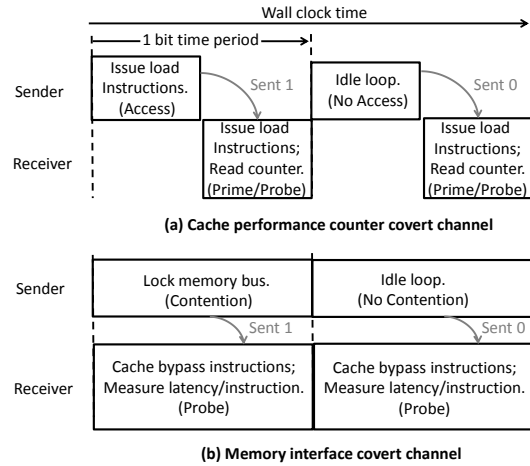 Wall clock time
1 bit time period
Sender
Issue load
Instructions.
(Access)
Sent 1
Idle loop.
(No Access)
Sent 0
Receiver
Issue load
Instructions;
Read counter.
(Prime/Probe)
Issue load
Instructions;
Read counter.
(Prime/Probe)
(a) Cache performance counter covert channel
Sender
Lock memory bus.
(Contention)
Idle loop.
(No Contention)
Sent 1
Sent 0
Receiver
Cache bypass instructions;
Measure latency/instruction.
(Probe)
Cache bypass instructions;
Measure latency/instruction.
(Probe)
(b) Memory interface covert channel